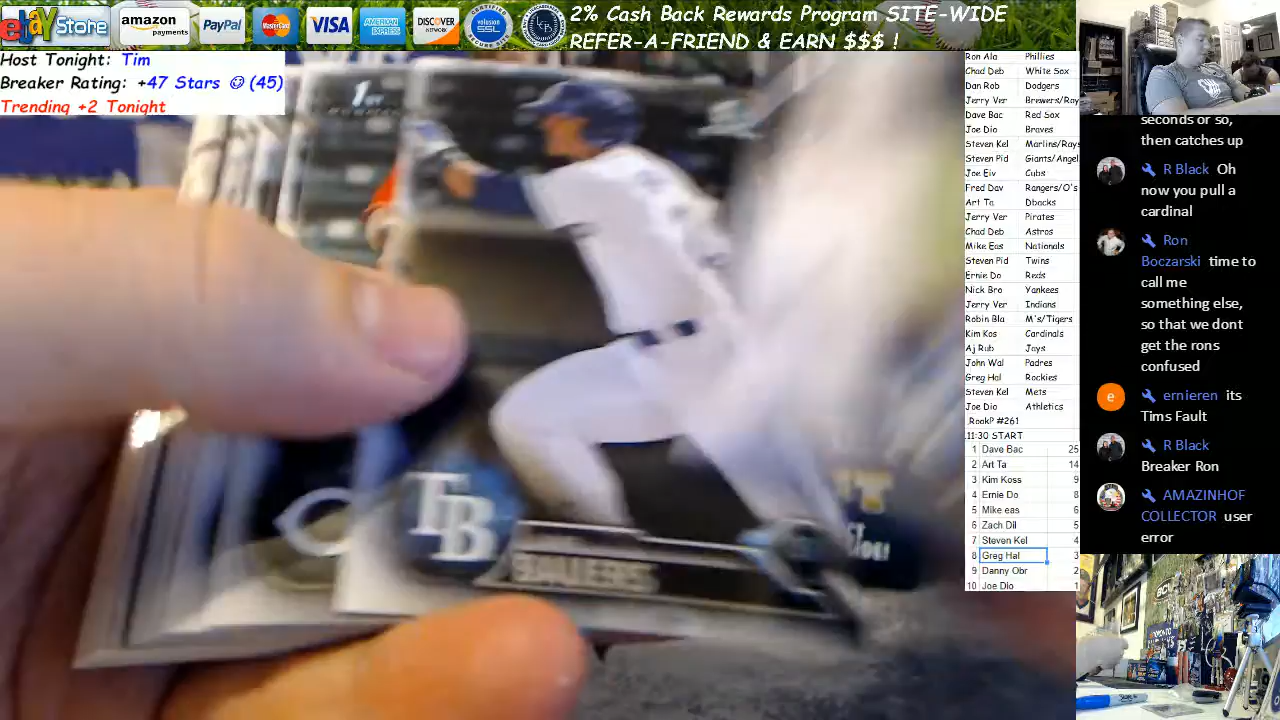 ebay Store
amazon
payments
PayPal
MasterCard
VISA
AMERICAN
EXPRESS
DISCOVER
NETWORK
volusion
SSL
2% Cash Back Rewards Program SITE-WIDE
REFER-A-FRIEND & EARN $$$ !
Host Tonight: Tim
Breaker Rating: +47 Stars ☺ (45)
Trending +2 Tonight
Ron Ala Phillies
Chad Deb White Sox
Dan Rob Dodgers
Jerry Ver Brewers/Ray
Dave Bac Red Sox
Joe Dio Braves
Steven Kel Marlins/Rays
Steven Pid Giants/Angel
Joe Eiv Cubs
Fred Dav Rangers/O's
Art Ta Dbacks
Jerry Ver Pirates
Chad Deb Astros
Mike Eas Nationals
Steven Pid Twins
Ernie Do Reds
Nick Bro Yankees
Jerry Ver Indians
Robin Bla M's/Tigers
Kim Kos Cardinals
Aj Rub Jays
John Wal Padres
Greg Hal Rockies
Steven Kel Mets
Joe Dio Athletics
RookP #261
11:30 START
1 Dave Bac 25
2 Art Ta 14
3 Kim Koss 9
4 Ernie Do 8
5 Mike eas 6
6 Zach Dil 5
7 Steven Kel 4
8 Greg Hal 3
9 Danny Obr 2
10 Joe Dio 1
seconds or so,
then catches up
R Black Oh
now you pull a
cardinal
Ron
Boczarski time to
call me
something else,
so that we dont
get the rons
confused
ernieren its
Tims Fault
R Black
Breaker Ron
AMAZINHOF
COLLECTOR user
error
1st
TB
BAUERS